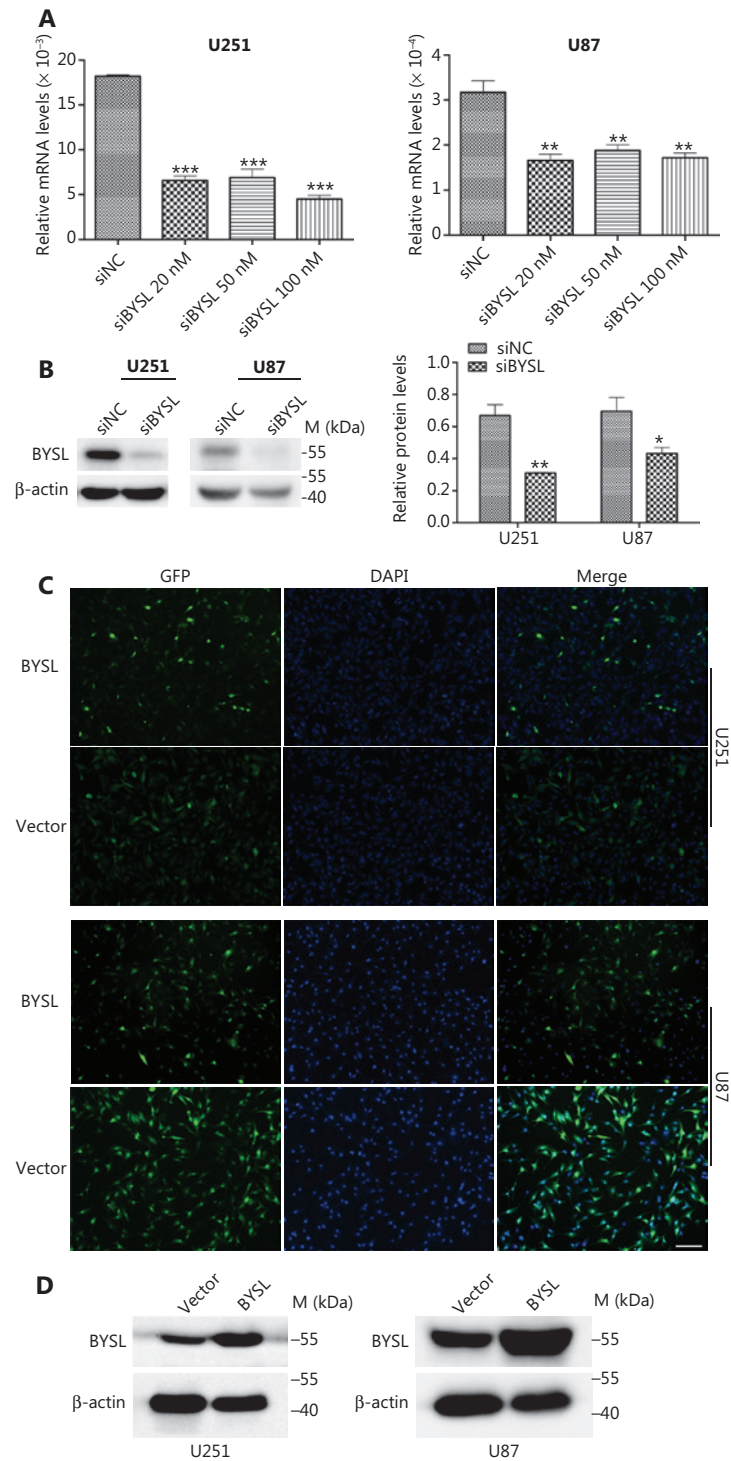 A
U251
Relative mRNA levels (× 10⁻³)
20
15
10
5
0
***
***
***
siNC
siBYSL 20 nM
siBYSL 50 nM
siBYSL 100 nM
U87
Relative mRNA levels (× 10⁻⁴)
4
3
2
1
0
**
**
**
siNC
siBYSL 20 nM
siBYSL 50 nM
siBYSL 100 nM
B
U251
U87
siNC
siBYSL
siNC
siBYSL
M (kDa)
BYSL
-55
-55
β-actin
-40
siNC
siBYSL
Relative protein levels
1.0
0.8
0.6
0.4
0.2
0.0
**
*
U251
U87
C
GFP
DAPI
Merge
BYSL
Vector
U251
BYSL
Vector
U87
D
Vector
BYSL
M (kDa)
BYSL
–55
–55
β-actin
–40
U251
Vector
BYSL
M (kDa)
BYSL
–55
–55
β-actin
–40
U87